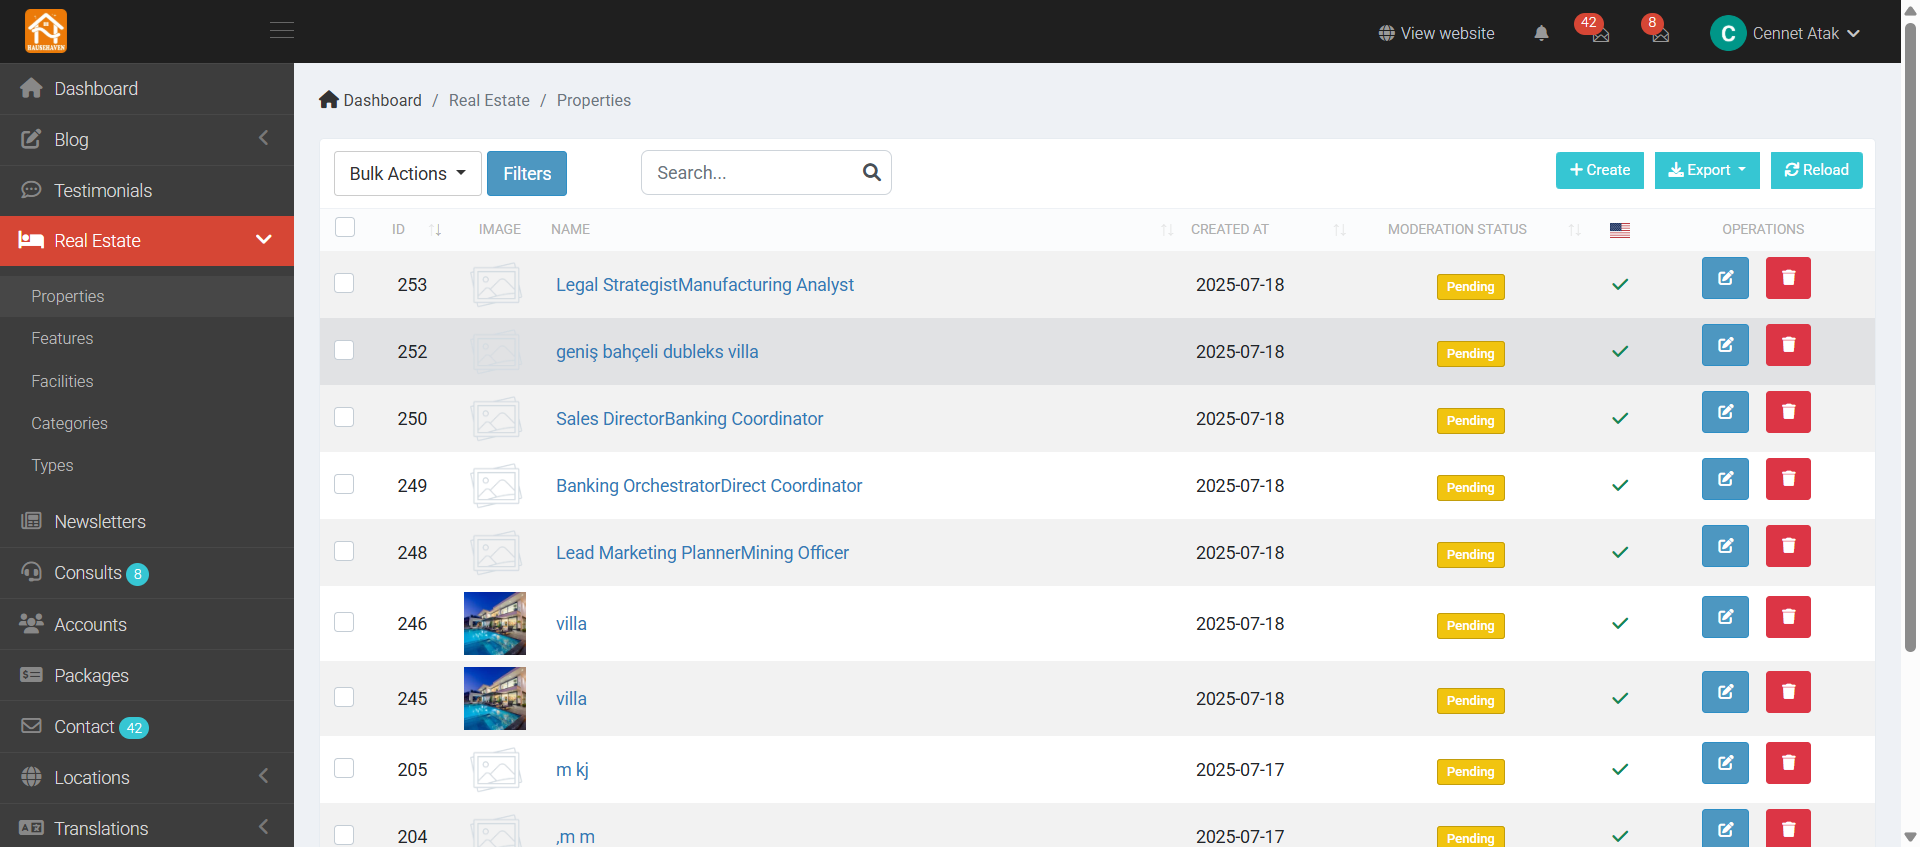 HAUSEHAVEN
View website
42
8
C
Cennet Atak
Dashboard
Blog
Testimonials
Real Estate
Properties
Features
Facilities
Categories
Types
Newsletters
Consults 8
Accounts
Packages
Contact 42
Locations
Translations
Dashboard / Real Estate / Properties
Bulk Actions
Filters
Search...
Create
Export
Reload
ID IMAGE NAME CREATED AT MODERATION STATUS OPERATIONS
253 Legal StrategistManufacturing Analyst 2025-07-18 Pending
252 geniş bahçeli dubleks villa 2025-07-18 Pending
250 Sales DirectorBanking Coordinator 2025-07-18 Pending
249 Banking OrchestratorDirect Coordinator 2025-07-18 Pending
248 Lead Marketing PlannerMining Officer 2025-07-18 Pending
246 villa 2025-07-18 Pending
245 villa 2025-07-18 Pending
205 m kj 2025-07-17 Pending
204 ,m m 2025-07-17 Pending